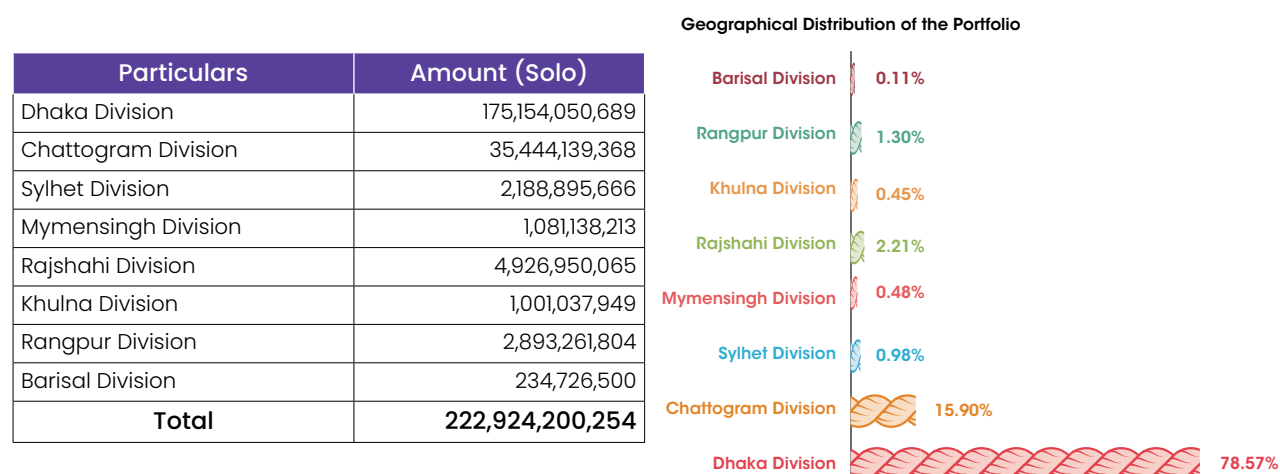 Particulars Amount (Solo)
Dhaka Division 175,154,050,689
Chattogram Division 35,444,139,368
Sylhet Division 2,188,895,666
Mymensingh Division 1,081,138,213
Rajshahi Division 4,926,950,065
Khulna Division 1,001,037,949
Rangpur Division 2,893,261,804
Barisal Division 234,726,500
Total 222,924,200,254
Geographical Distribution of the Portfolio
Barisal Division 0.11%
Rangpur Division 1.30%
Khulna Division 0.45%
Rajshahi Division 2.21%
Mymensingh Division 0.48%
Sylhet Division 0.98%
Chattogram Division 15.90%
Dhaka Division 78.57%